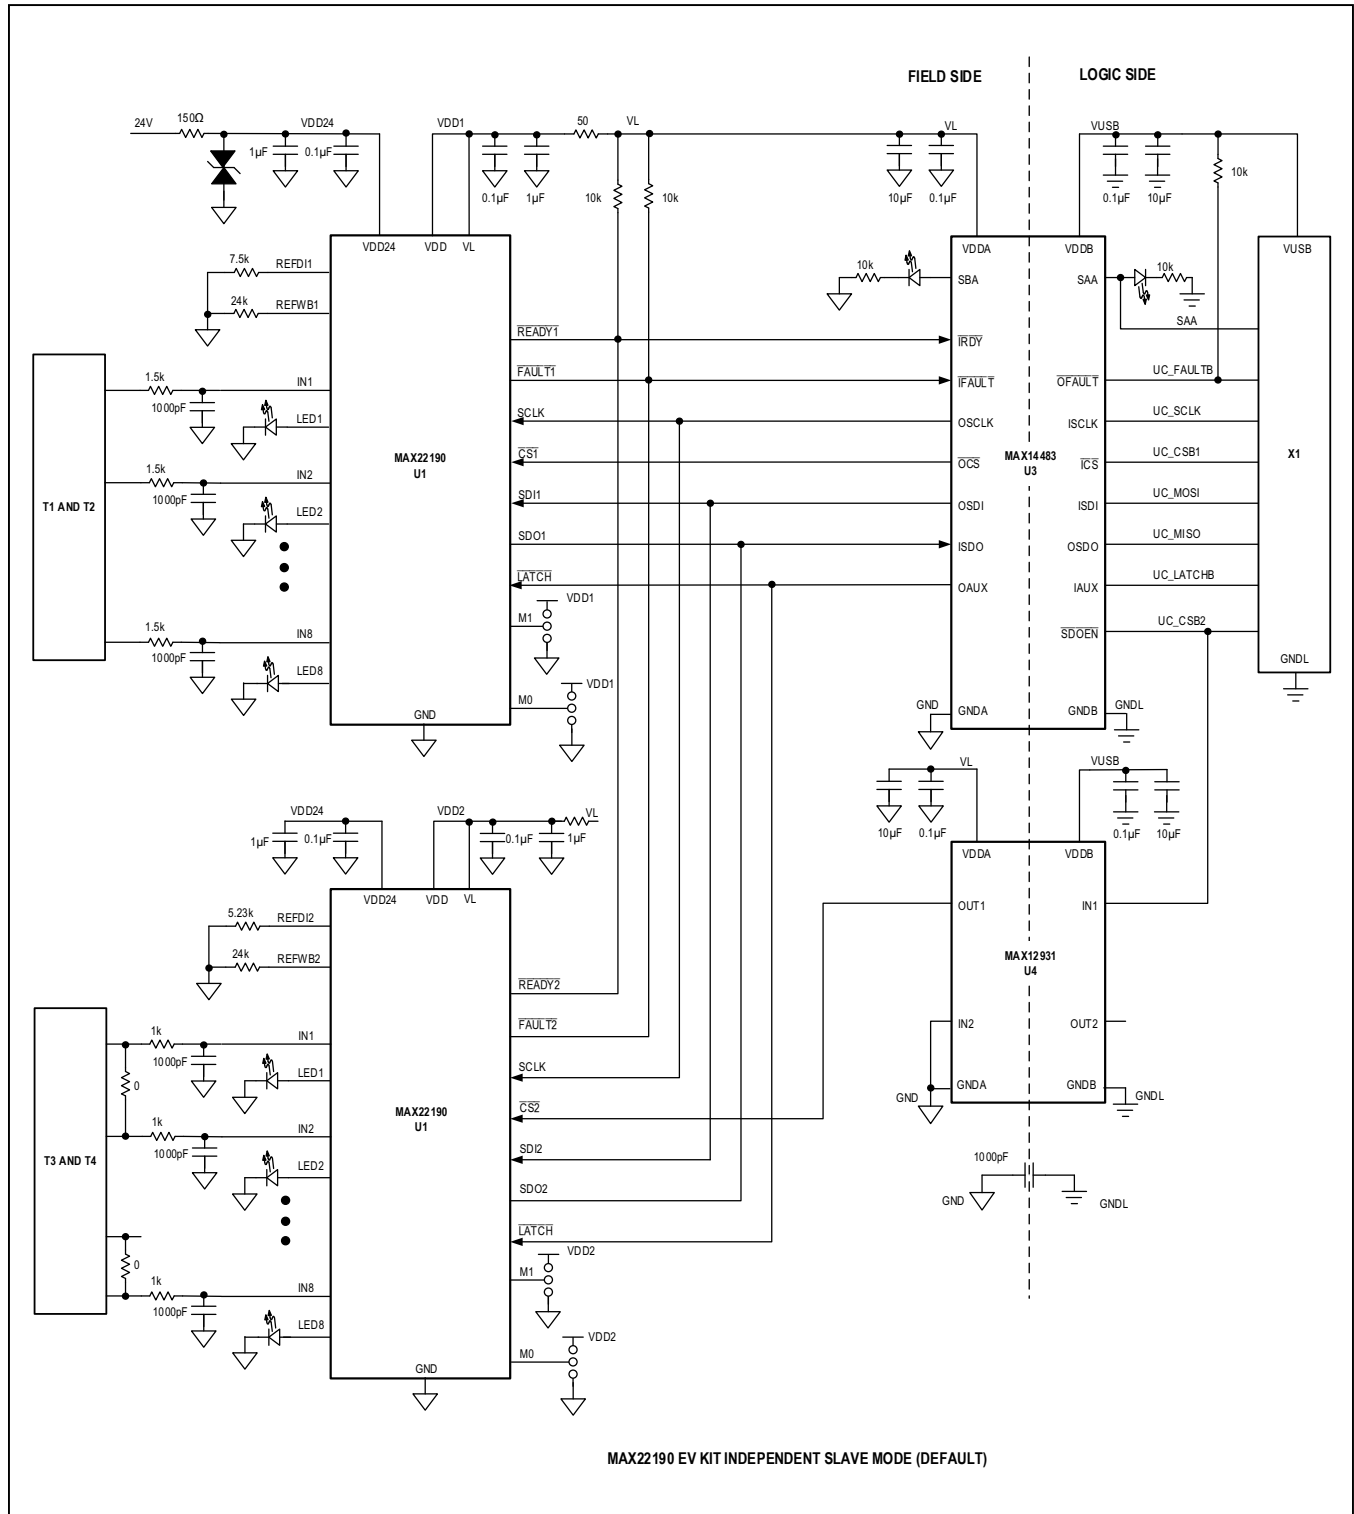 FIELD SIDE
LOGIC SIDE
24V
150Ω
VDD24
1µF
0.1µF
VDD1
0.1µF
1µF
50
VL
10k
10k
VL
10µF
0.1µF
VUSB
0.1µF
10µF
10k
VDD24
VDD
VL
7.5k
REFDI1
24k
REFWB1
READY1
FAULT1
SCLK
CS1
SDI1
SDO1
LATCH
M1
VDD1
M0
VDD1
GND
MAX22190
U1
T1 AND T2
1.5k
1000pF
IN1
LED1
1.5k
1000pF
IN2
LED2
1.5k
1000pF
IN8
LED8
10k
VDDA
VDDB
SBA
SAA
10k
SAA
IRDY
IFAULT
OFAULT
UC_FAULTB
OSCLK
ISCLK
UC_SCLK
MAX14483
U3
OCS
ICS
UC_CSB1
OSDI
ISDI
UC_MOSI
ISDO
OSDO
UC_MISO
OAUX
IAUX
UC_LATCHB
SDOEN
UC_CSB2
GND
GNDA
GNDB
GNDL
VUSB
X1
GNDL
VDD24
1µF
0.1µF
VDD2
0.1µF
1µF
VL
VDD24
VDD
VL
5.23k
REFDI2
24k
REFWB2
READY2
FAULT2
SCLK
CS2
SDI2
SDO2
LATCH
M1
VDD2
M0
VDD2
GND
MAX22190
U1
T3 AND T4
1k
1000pF
IN1
LED1
0
1k
1000pF
IN2
LED2
0
1k
1000pF
IN8
LED8
VL
10µF
0.1µF
VUSB
0.1µF
10µF
VDDA
VDDB
OUT1
IN1
MAX12931
U4
IN2
OUT2
GND
GNDA
GNDB
GNDL
1000pF
GND
GNDL
MAX22190 EV KIT INDEPENDENT SLAVE MODE (DEFAULT)